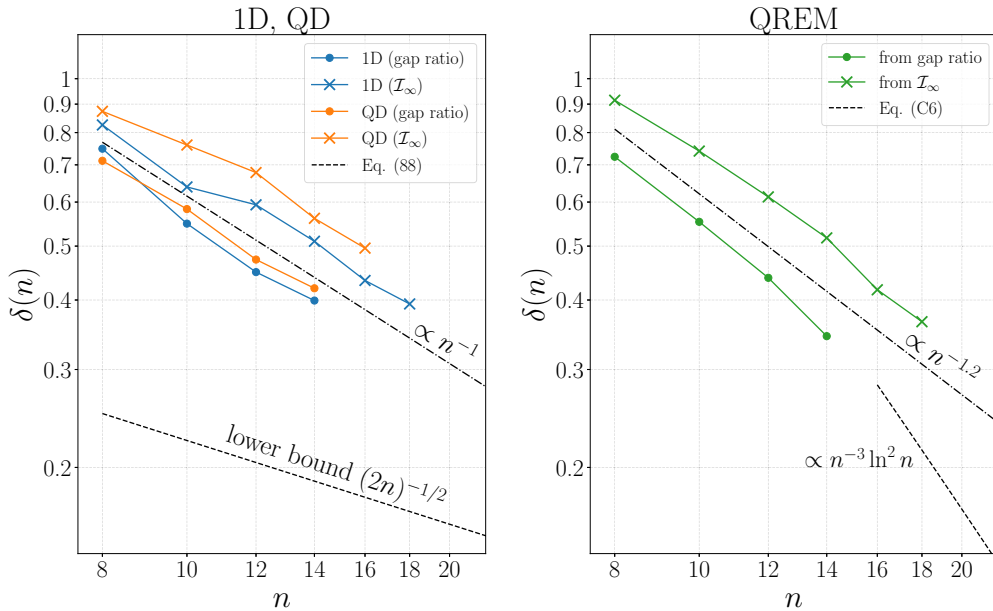 1D, QD
1D (gap ratio)
1D (𝓘∞)
QD (gap ratio)
QD (𝓘∞)
Eq. (88)
1
0.9
0.8
0.7
0.6
0.5
0.4
0.3
0.2
δ(n)
∝ n⁻¹
lower bound (2n)⁻¹/²
8 10 12 14 16 18 20
n
QREM
from gap ratio
from 𝓘∞
Eq. (C6)
1
0.9
0.8
0.7
0.6
0.5
0.4
0.3
0.2
δ(n)
∝ n⁻¹·²
∝ n⁻³ ln² n
8 10 12 14 16 18 20
n